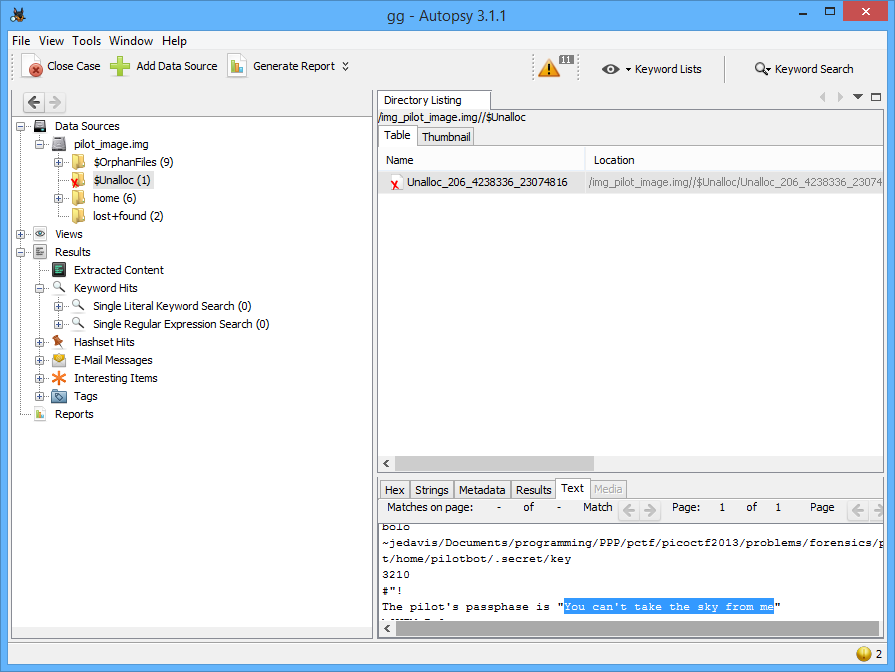 gg - Autopsy 3.1.1
File View Tools Window Help
Close Case Add Data Source Generate Report 11 Keyword Lists Keyword Search
Data Sources
pilot_image.img
$OrphanFiles (9)
$Unalloc (1)
home (6)
lost+found (2)
Views
Results
Extracted Content
Keyword Hits
Single Literal Keyword Search (0)
Single Regular Expression Search (0)
Hashset Hits
E-Mail Messages
Interesting Items
Tags
Reports
Directory Listing
/img_pilot_image.img//$Unalloc
Table Thumbnail
Name Location
Unalloc_206_4238336_23074816 /img_pilot_image.img//$Unalloc/Unalloc_206_4238336_23074
Hex Strings Metadata Results Text Media
Matches on page: - of - Match Page: 1 of 1 Page
bolo
~jedavis/Documents/programming/PPP/pctf/picoctf2013/problems/forensics/p
t/home/pilotbot/.secret/key
3210
#"!
The pilot's passphase is "You can't take the sky from me"
2